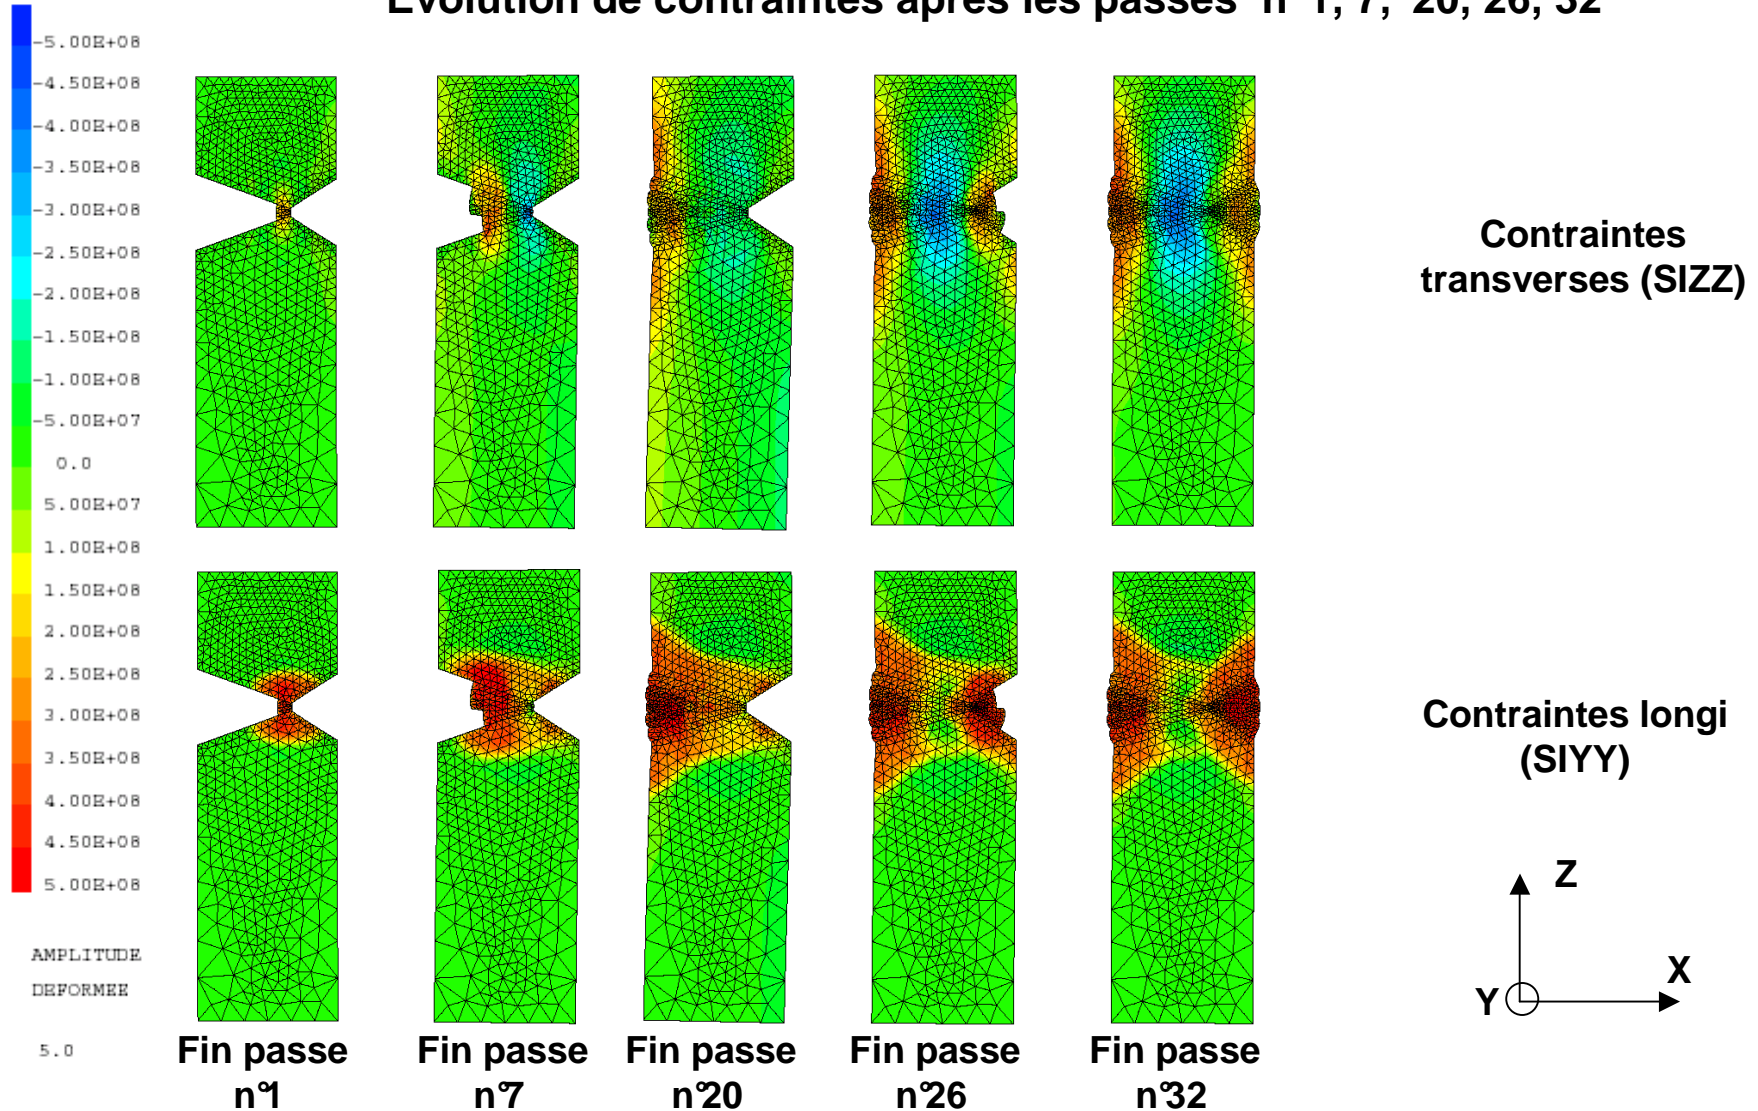 Evolution de contraintes après les passes n°1, 7, 20, 26, 32
-5.00E+08
-4.50E+08
-4.00E+08
-3.50E+08
-3.00E+08
-2.50E+08
-2.00E+08
-1.50E+08
-1.00E+08
-5.00E+07
0.0
5.00E+07
1.00E+08
1.50E+08
2.00E+08
2.50E+08
3.00E+08
3.50E+08
4.00E+08
4.50E+08
5.00E+08
AMPLITUDE
DEFORMEE
5.0
Contraintes
transverses (SIZZ)
Contraintes longi
(SIYY)
Z
X
Y
Fin passe
n°1
Fin passe
n°7
Fin passe
n°20
Fin passe
n°26
Fin passe
n°32